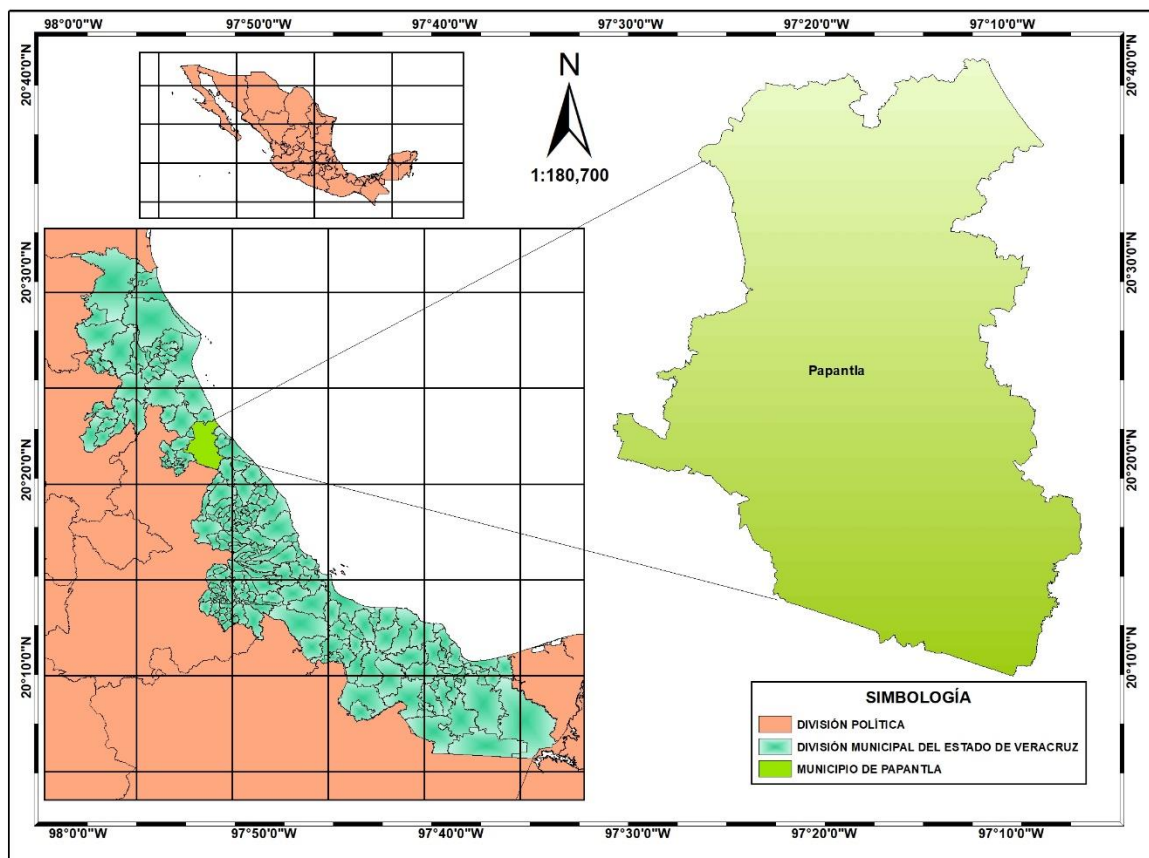 98°0'0"W 97°50'0"W 97°40'0"W 97°30'0"W 97°20'0"W 97°10'0"W
20°40'0"N
20°30'0"N
20°20'0"N
20°10'0"N
N
1:180,700
Papantla
20°40'0"N
20°30'0"N
20°20'0"N
20°10'0"N
SIMBOLOGÍA
DIVISIÓN POLÍTICA
DIVISIÓN MUNICIPAL DEL ESTADO DE VERACRUZ
MUNICIPIO DE PAPANTLA
98°0'0"W 97°50'0"W 97°40'0"W 97°30'0"W 97°20'0"W 97°10'0"W